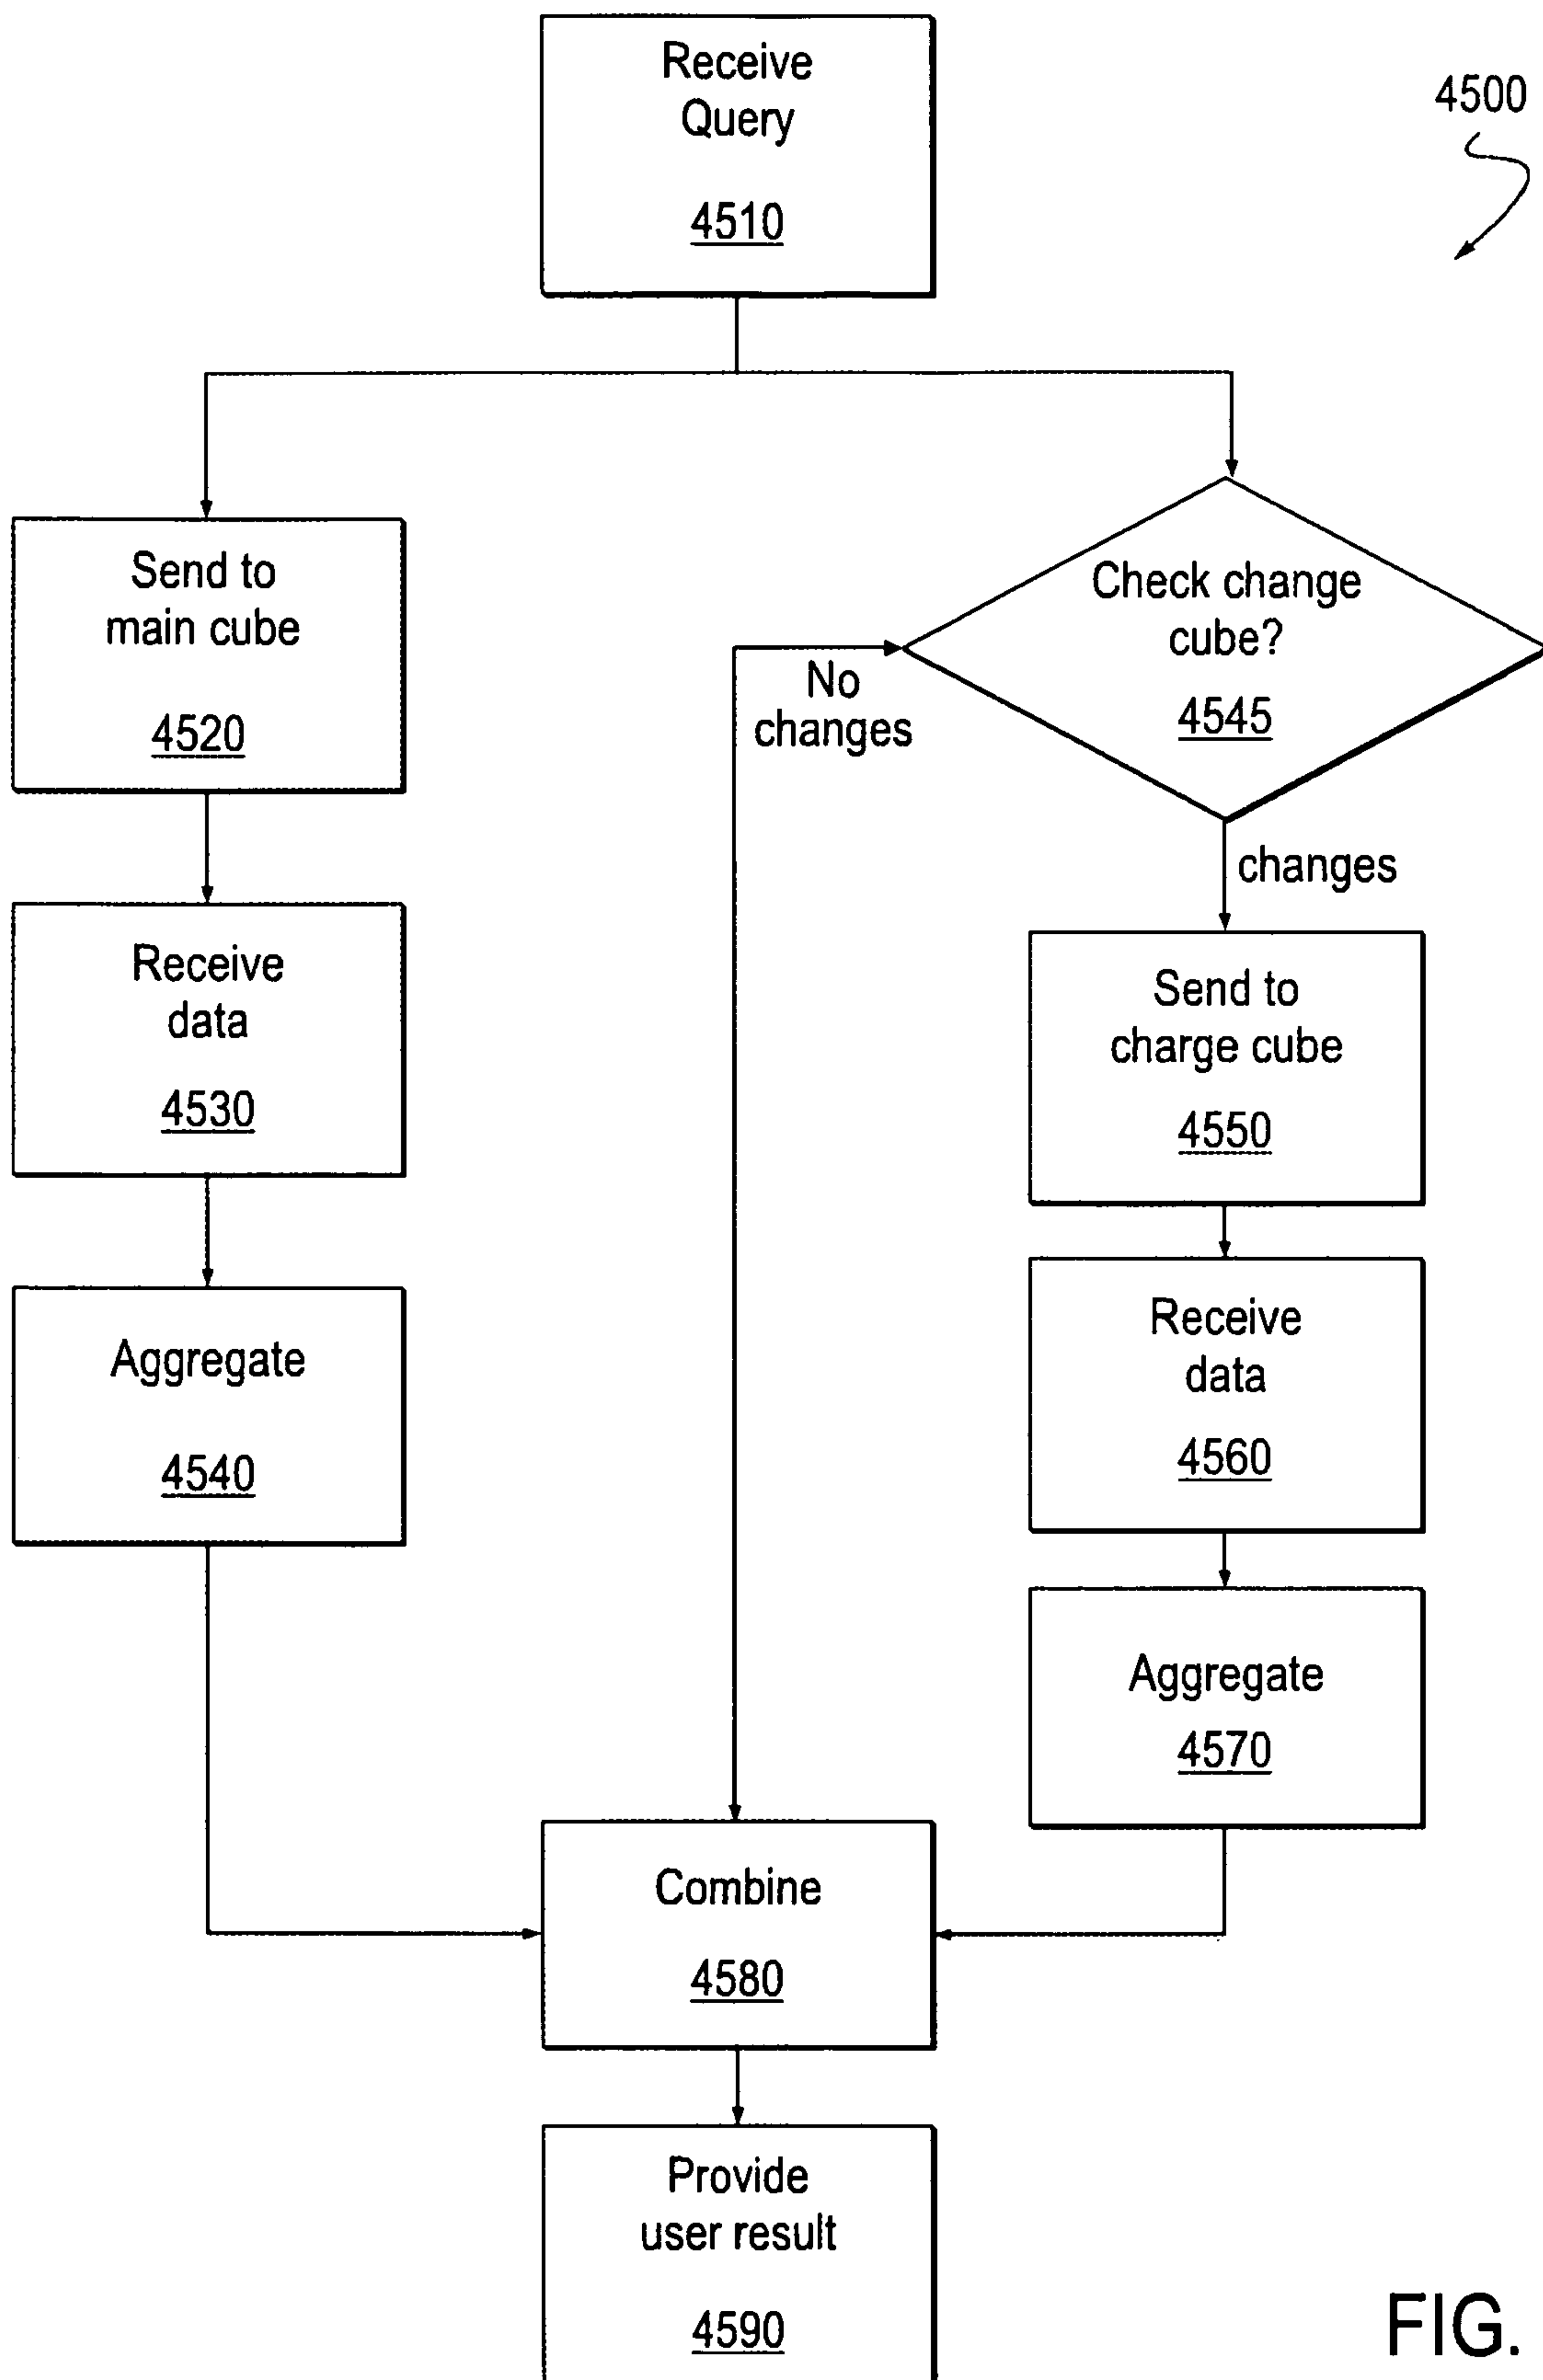 Receive
Query
4510
4500
Send to
main cube
4520
Check change
cube?
4545
No
changes
changes
Receive
data
4530
Send to
charge cube
4550
Aggregate
4540
Receive
data
4560
Aggregate
4570
Combine
4580
Provide
user result
4590
FIG.